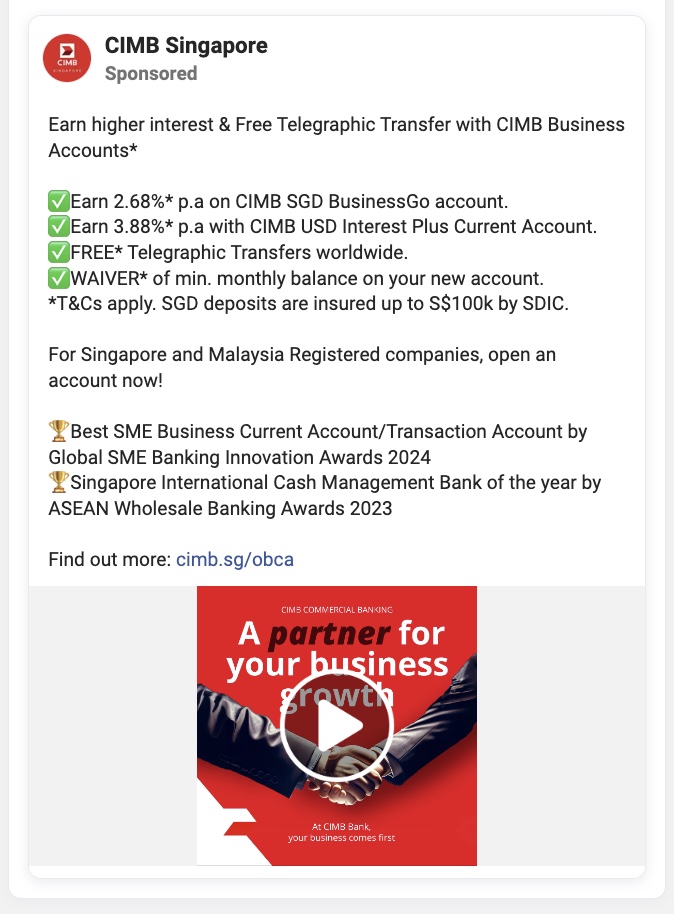 CIMB Singapore
CIMB
SINGAPORE
Sponsored
Earn higher interest & Free Telegraphic Transfer with CIMB Business
Accounts*
✅Earn 2.68%* p.a on CIMB SGD BusinessGo account.
✅Earn 3.88%* p.a with CIMB USD Interest Plus Current Account.
✅FREE* Telegraphic Transfers worldwide.
✅WAIVER* of min. monthly balance on your new account.
*T&Cs apply. SGD deposits are insured up to S$100k by SDIC.
For Singapore and Malaysia Registered companies, open an
account now!
🏆Best SME Business Current Account/Transaction Account by
Global SME Banking Innovation Awards 2024
🏆Singapore International Cash Management Bank of the year by
ASEAN Wholesale Banking Awards 2023
Find out more: cimb.sg/obca
CIMB COMMERCIAL BANKING
A partner for
your business
growth
At CIMB Bank,
your business comes first